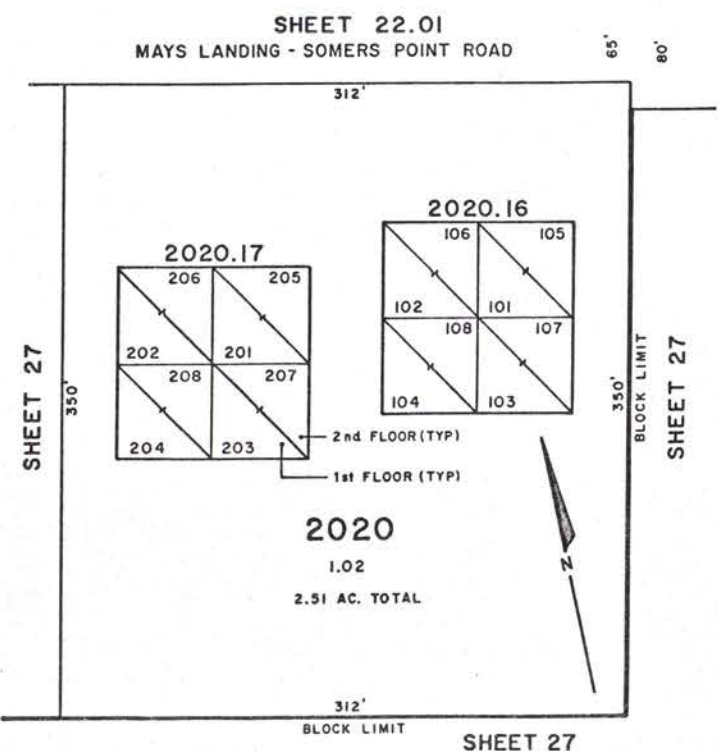 SHEET 22.01
MAYS LANDING - SOMERS POINT ROAD
65'
80'
312'
2020.16
106
105
102
101
108
107
104
103
2020.17
206
205
202
201
208
207
204
203
2nd FLOOR (TYP)
1st FLOOR (TYP)
SHEET 27
350'
350'
BLOCK LIMIT
SHEET 27
2020
1.02
2.51 AC. TOTAL
N
312'
BLOCK LIMIT
SHEET 27